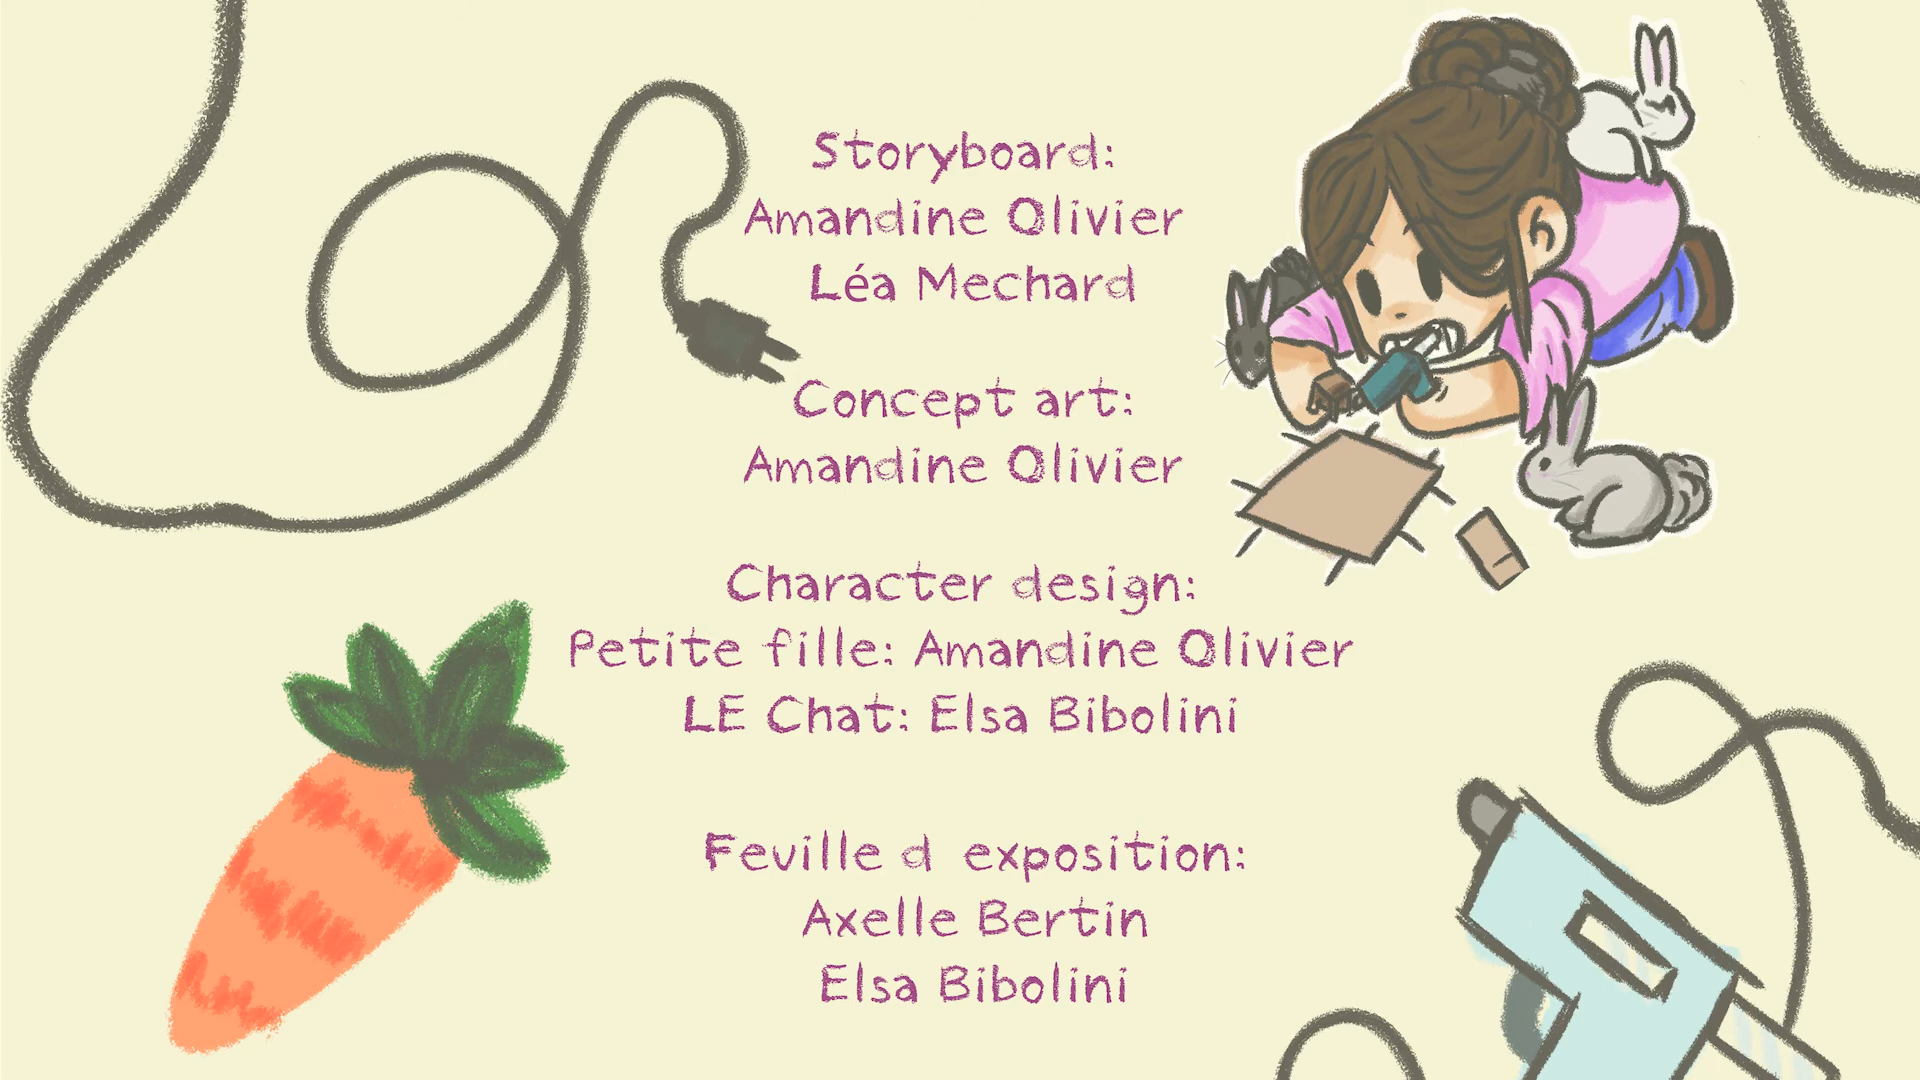 Storyboard:
Amandine Olivier
Léa Mechard
Concept art:
Amandine Olivier
Character design:
Petite fille: Amandine Olivier
LE Chat: Elsa Bibolini
Feuille d exposition:
Axelle Bertin
Elsa Bibolini